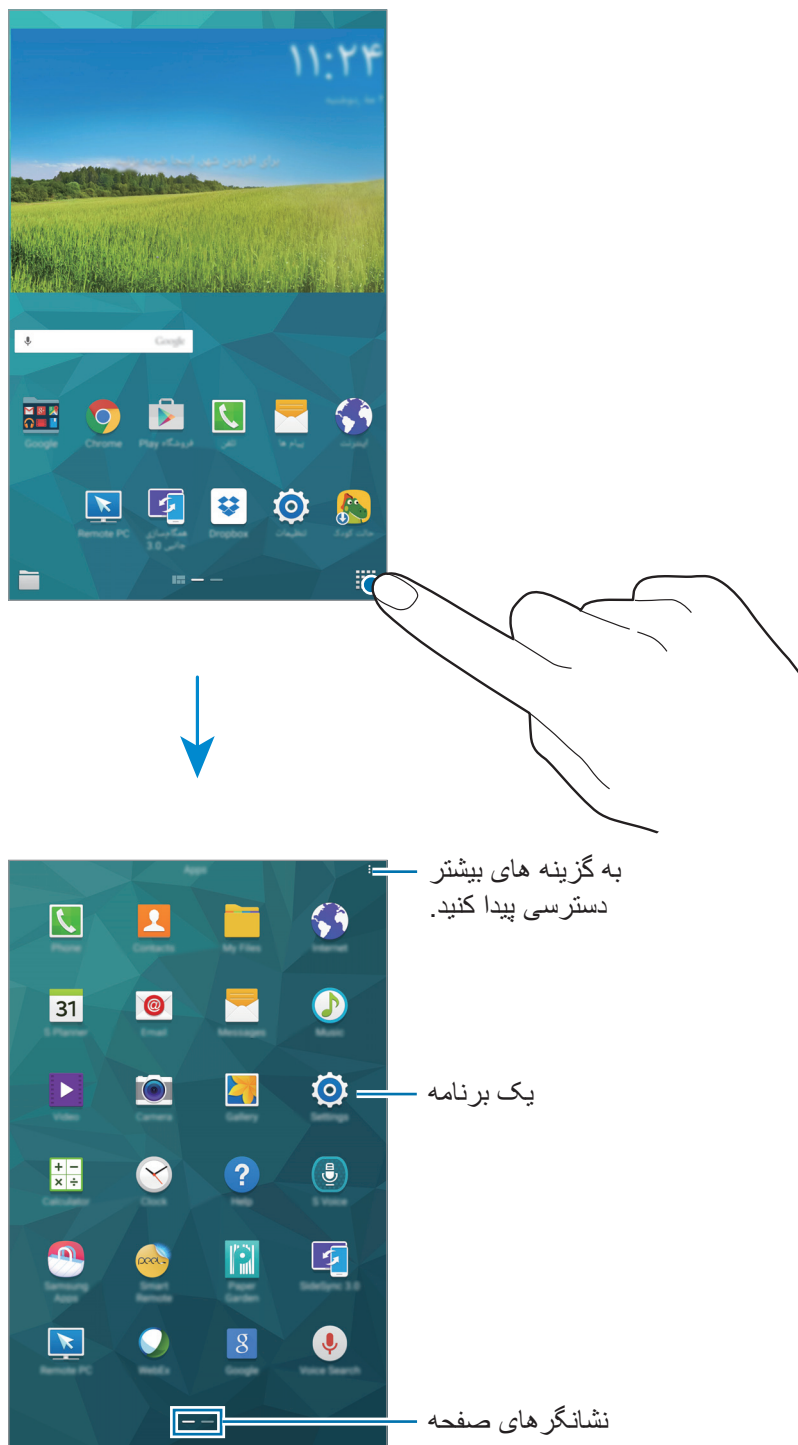 ۱۱:۲۴
Google
Google
Chrome
فروشگاه Play
تلفن
پیام ها
اینترنت
Remote PC
همگام‌سازی
جانبی 3.0
Dropbox
تنظیمات
حالت کودک
Apps
به گزینه های بیشتر
دسترسی پیدا کنید.
Phone
Contacts
My Files
Internet
31
S Planner
Email
Messages
Music
Video
Camera
Gallery
Settings
یک برنامه
Calculator
Clock
Help
S Voice
peel
Samsung
Apps
Smart
Remote
Paper
Garden
SideSync 3.0
Remote PC
WebEx
Google
Voice Search
نشانگرهای صفحه